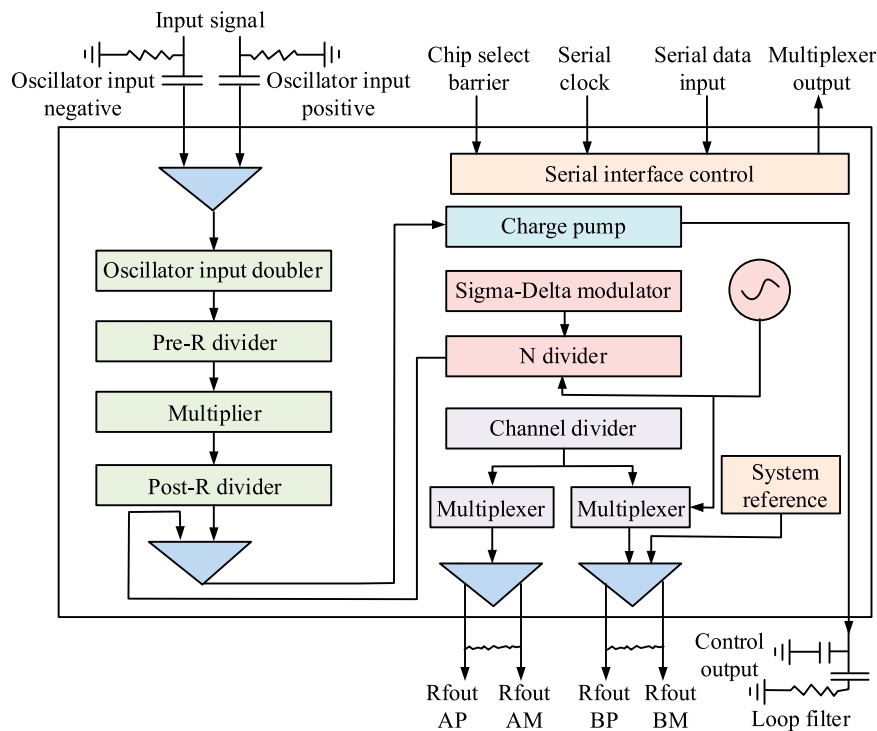 Input signal
Oscillator input
negative
Oscillator input
positive
Chip select
barrier
Serial
clock
Serial data
input
Multiplexer
output
Serial interface control
Charge pump
Oscillator input doubler
Sigma-Delta modulator
Pre-R divider
N divider
Multiplier
Channel divider
Post-R divider
Multiplexer
Multiplexer
System
reference
Control
output
Rfout
AP
Rfout
AM
Rfout
BP
Rfout
BM
Loop filter